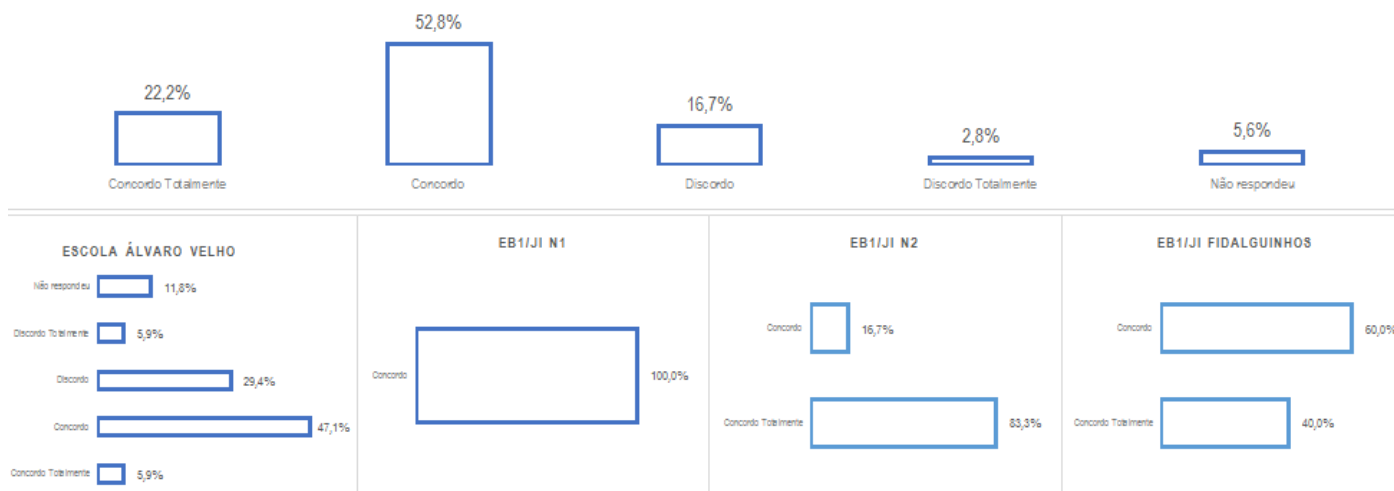 52,8%
22,2%
16,7%
2,8%
5,6%
Concordo Totalmente
Concordo
Discordo
Discordo Totalmente
Não respondeu
ESCOLA ÁLVARO VELHO
Não respondeu
11,8%
Discordo Totalmente
5,9%
Discordo
29,4%
Concordo
47,1%
Concordo Totalmente
5,9%
EB1/JI N1
Concordo
100,0%
EB1/JI N2
Concordo
16,7%
Concordo Totalmente
83,3%
EB1/JI FIDALGUINHOS
Concordo
60,0%
Concordo Totalmente
40,0%